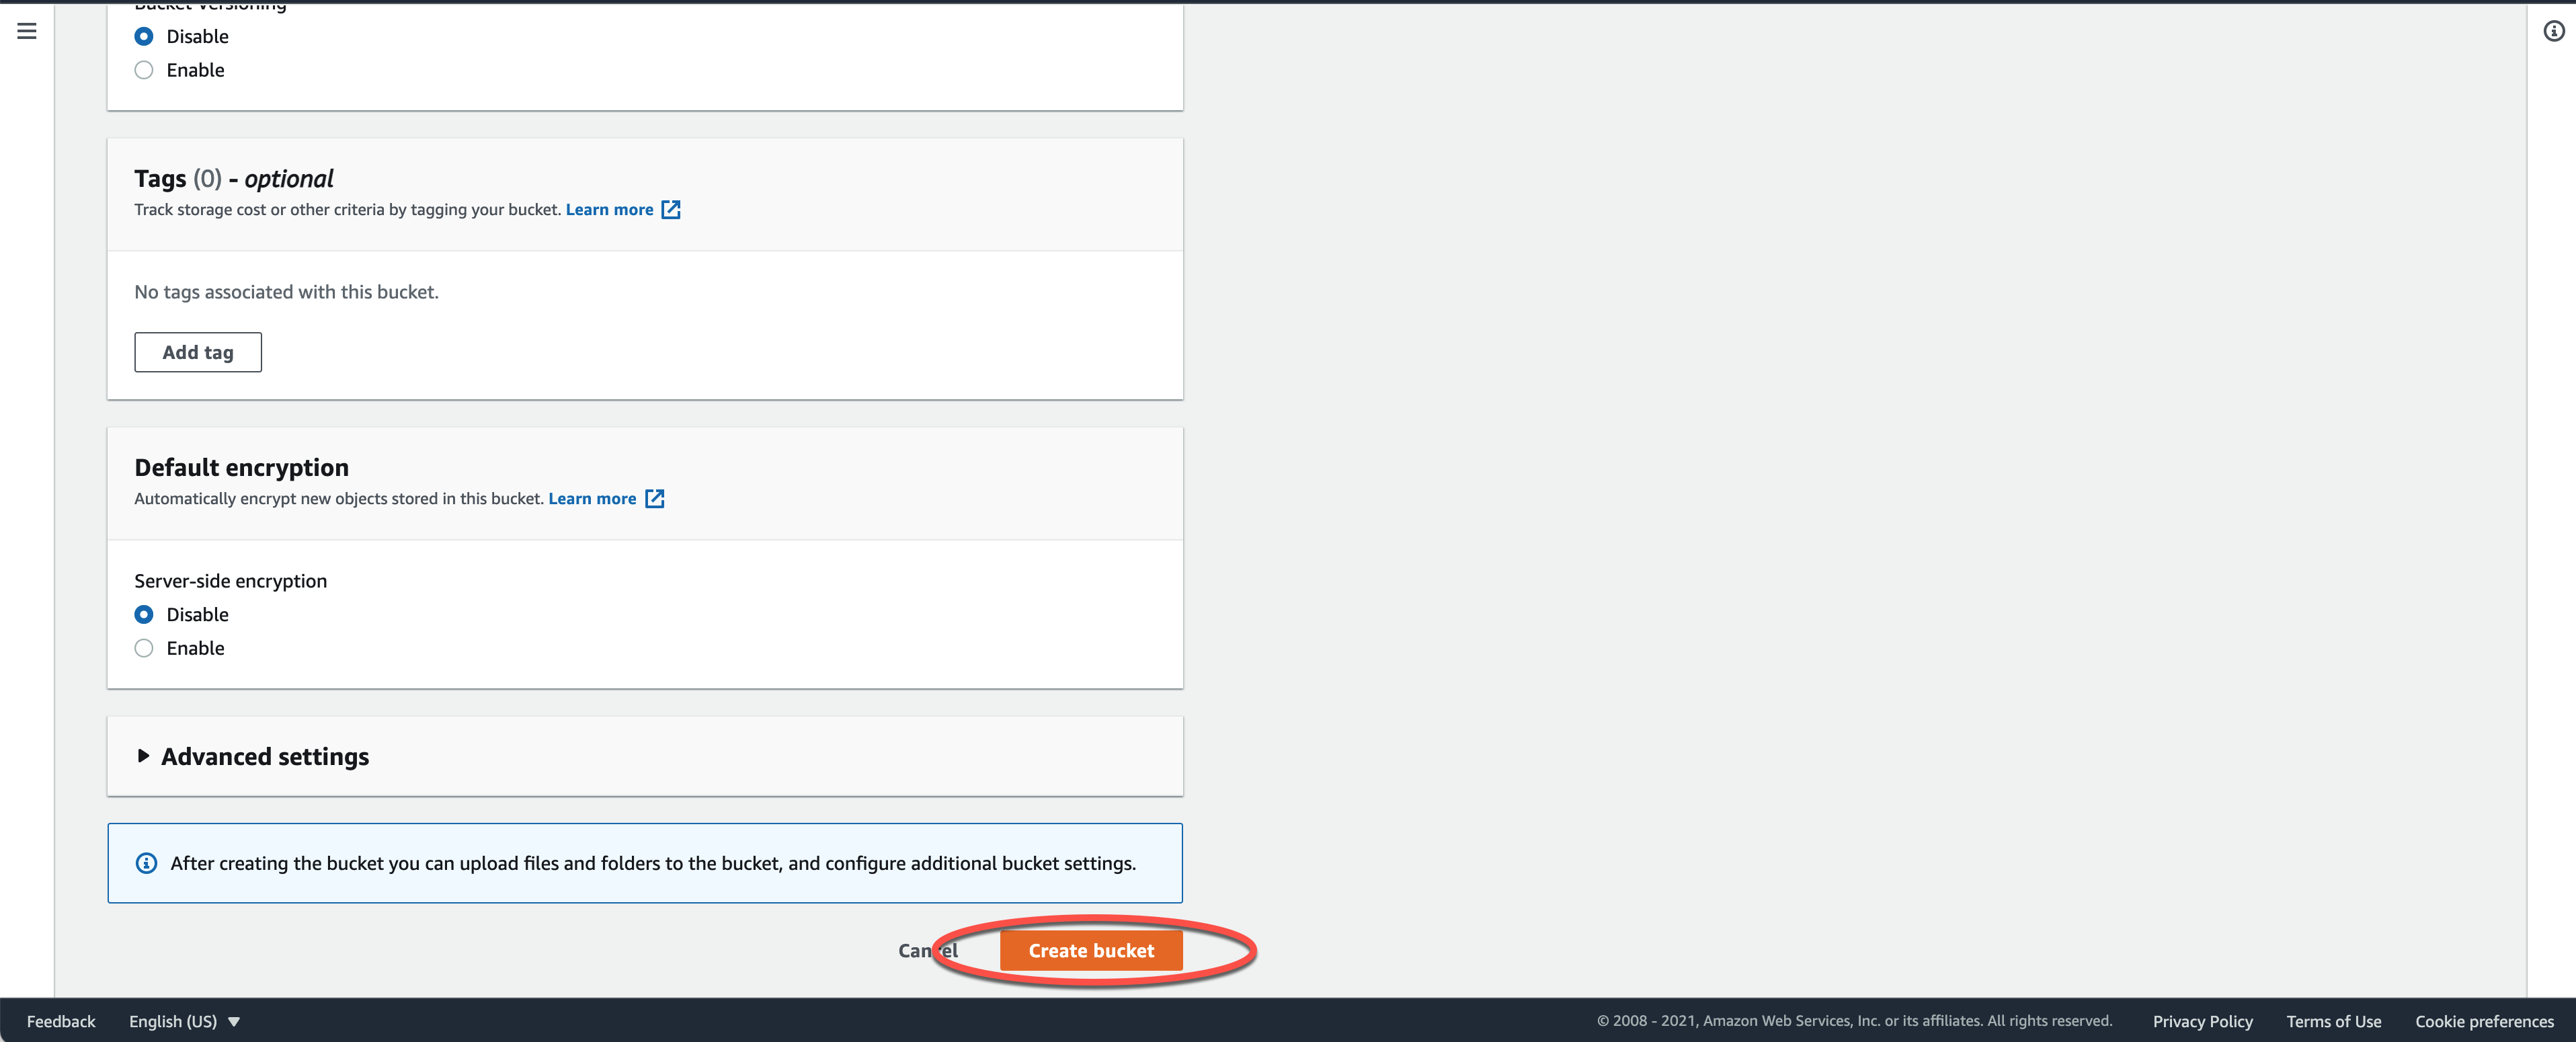 Bucket Versioning
Disable
Enable
Tags (0) - optional
Track storage cost or other criteria by tagging your bucket. Learn more
No tags associated with this bucket.
Add tag
Default encryption
Automatically encrypt new objects stored in this bucket. Learn more
Server-side encryption
Disable
Enable
Advanced settings
After creating the bucket you can upload files and folders to the bucket, and configure additional bucket settings.
Cancel Create bucket
Feedback English (US) © 2008 - 2021, Amazon Web Services, Inc. or its affiliates. All rights reserved. Privacy Policy Terms of Use Cookie preferences